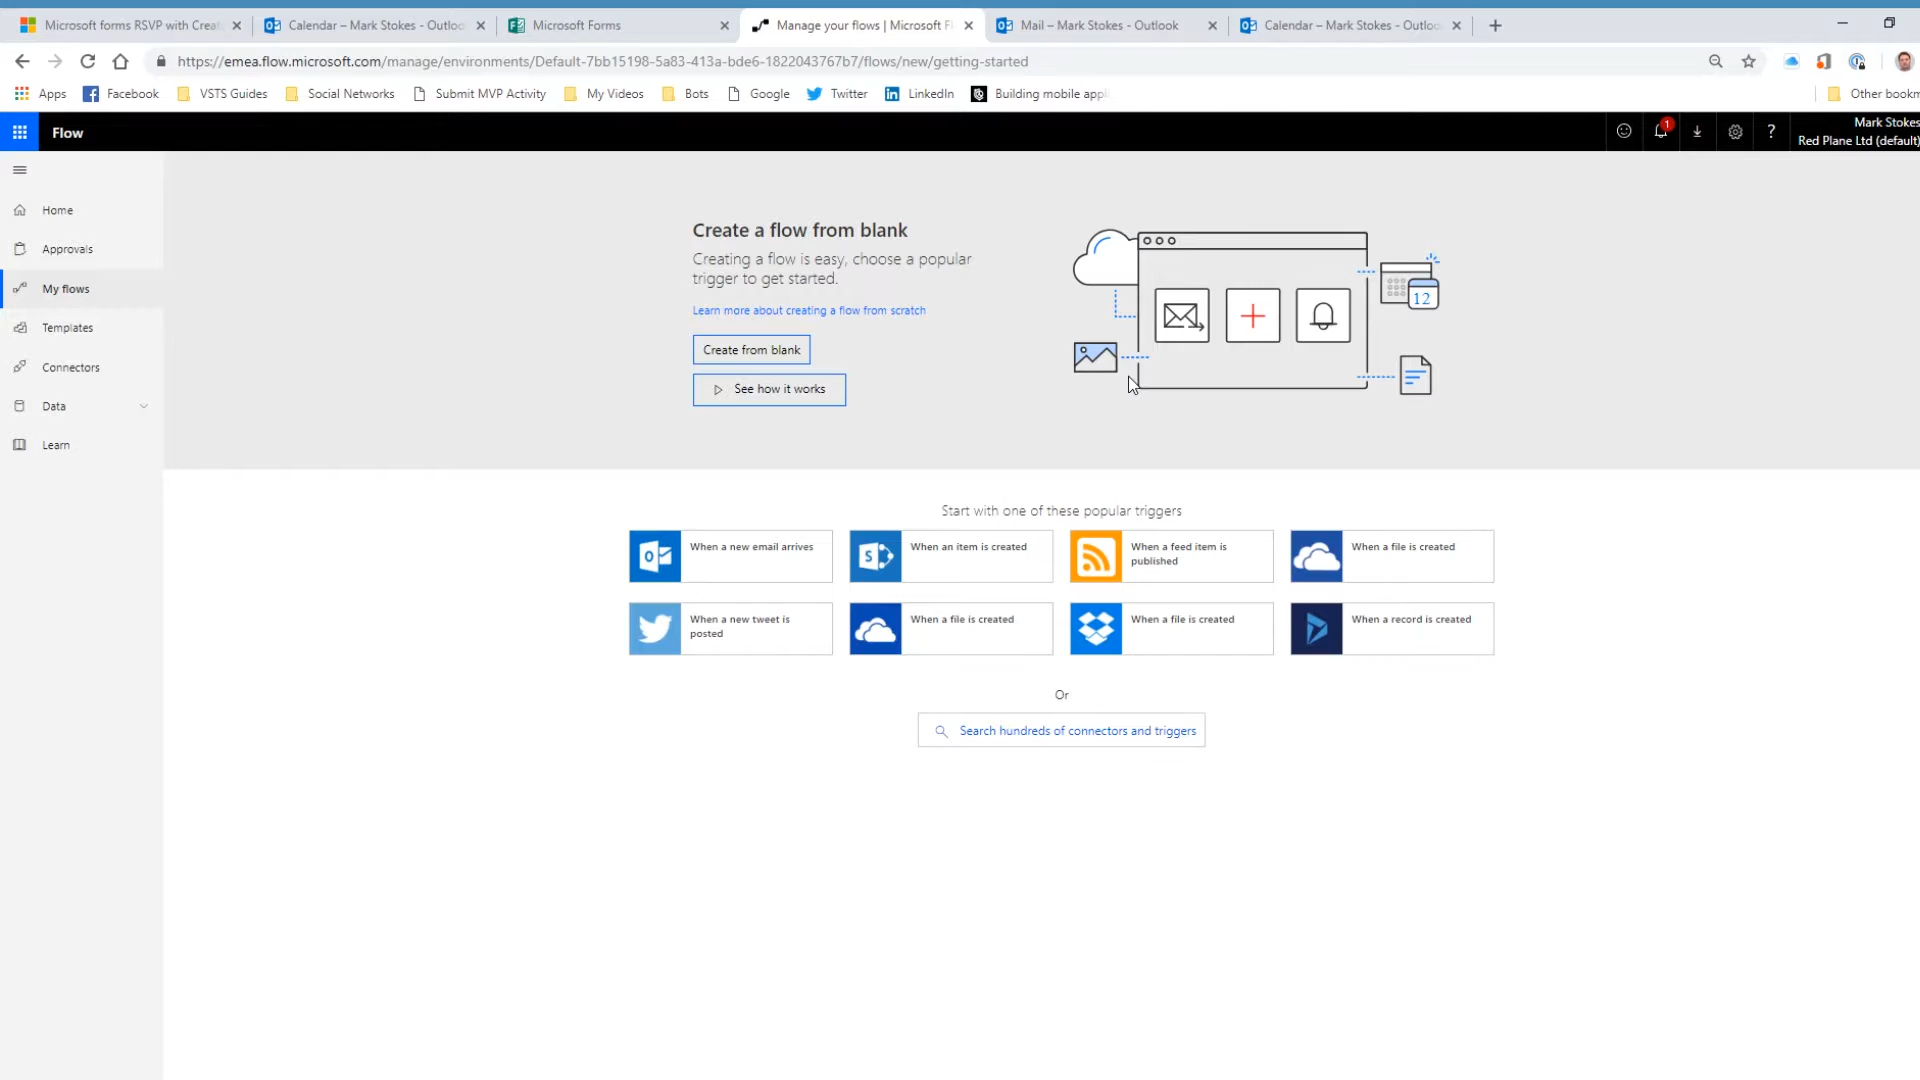 Microsoft forms RSVP with Creat
Calendar – Mark Stokes - Outloo
Microsoft Forms
Manage your flows | Microsoft Fl
Mail – Mark Stokes - Outlook
Calendar – Mark Stokes - Outloo
https://emea.flow.microsoft.com/manage/environments/Default-7bb15198-5a83-413a-bde6-1822043767b7/flows/new/getting-started
Apps
Facebook
VSTS Guides
Social Networks
Submit MVP Activity
My Videos
Bots
Google
Twitter
LinkedIn
Building mobile appl
Other bookm
Flow
1
?
Mark Stokes
Red Plane Ltd (default)
Home
Approvals
My flows
Templates
Connectors
Data
Learn
Create a flow from blank
Creating a flow is easy, choose a popular
trigger to get started.
Learn more about creating a flow from scratch
Create from blank
See how it works
12
Start with one of these popular triggers
When a new email arrives
When an item is created
When a feed item is
published
When a file is created
When a new tweet is
posted
When a file is created
When a file is created
When a record is created
Or
Search hundreds of connectors and triggers